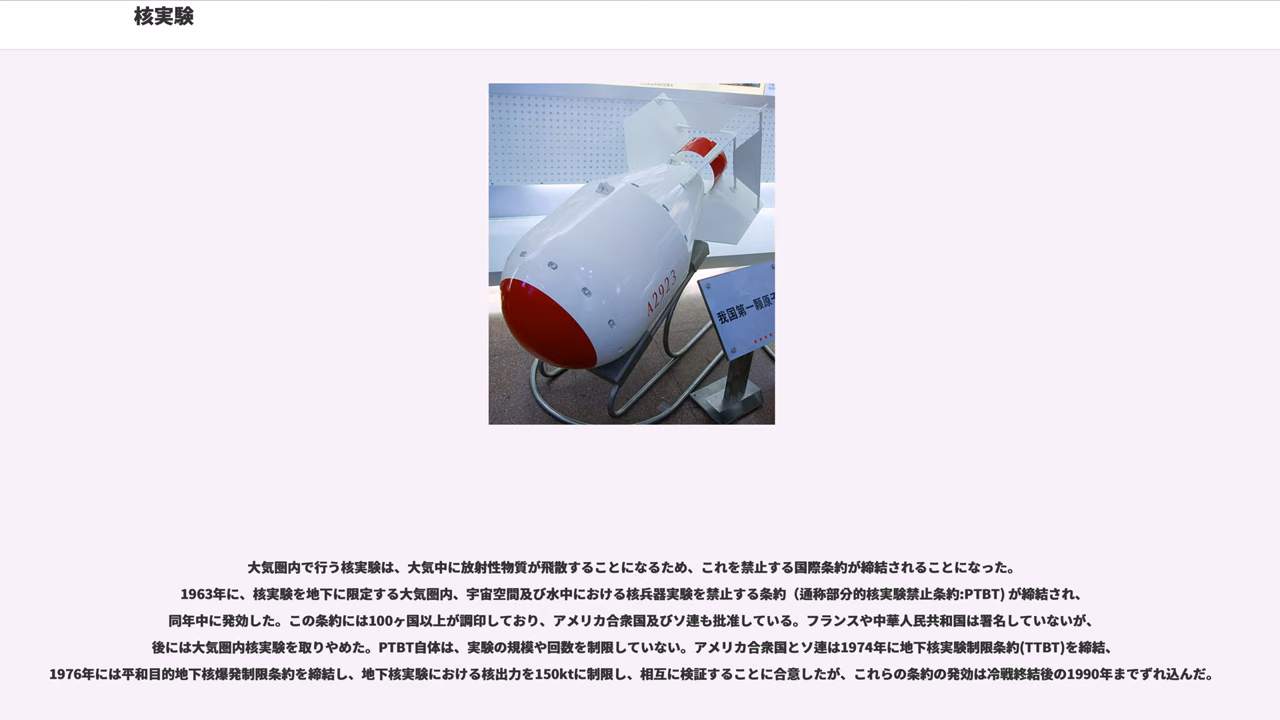 核実験
A2923
我国第一颗原子
大気圏内で行う核実験は、大気中に放射性物質が飛散することになるため、これを禁止する国際条約が締結されることになった。
1963年に、核実験を地下に限定する大気圏内、宇宙空間及び水中における核兵器実験を禁止する条約（通称部分的核実験禁止条約:PTBT) が締結され、
同年中に発効した。この条約には100ヶ国以上が調印しており、アメリカ合衆国及びソ連も批准している。フランスや中華人民共和国は署名していないが、
後には大気圏内核実験を取りやめた。PTBT自体は、実験の規模や回数を制限していない。アメリカ合衆国とソ連は1974年に地下核実験制限条約(TTBT)を締結、
1976年には平和目的地下核爆発制限条約を締結し、地下核実験における核出力を150ktに制限し、相互に検証することに合意したが、これらの条約の発効は冷戦終結後の1990年までずれ込んだ。